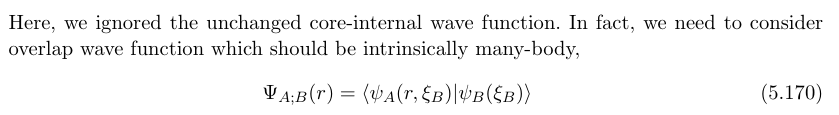 Here, we ignored the unchanged core-internal wave function. In fact, we need to consider
overlap wave function which should be intrinsically many-body,
Ψ_{A;B}(r) = ⟨ψ_A(r, ξ_B)|ψ_B(ξ_B)⟩ (5.170)